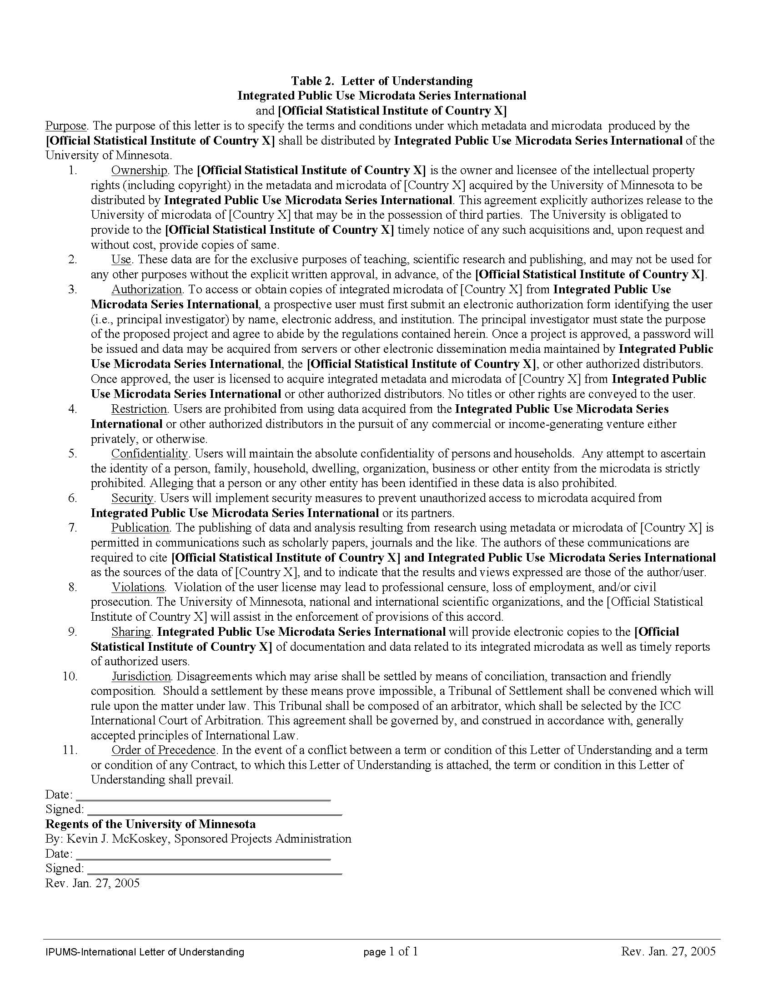 Table 2.  Letter of Understanding
Integrated Public Use Microdata Series International
and [Official Statistical Institute of Country X]
Purpose. The purpose of this letter is to specify the terms and conditions under which metadata and microdata  produced by the
[Official Statistical Institute of Country X] shall be distributed by Integrated Public Use Microdata Series International of the
University of Minnesota.
1. Ownership. The [Official Statistical Institute of Country X] is the owner and licensee of the intellectual property
rights (including copyright) in the metadata and microdata of [Country X] acquired by the University of Minnesota to be
distributed by Integrated Public Use Microdata Series International. This agreement explicitly authorizes release to the
University of microdata of [Country X] that may be in the possession of third parties.  The University is obligated to
provide to the [Official Statistical Institute of Country X] timely notice of any such acquisitions and, upon request and
without cost, provide copies of same.
2. Use. These data are for the exclusive purposes of teaching, scientific research and publishing, and may not be used for
any other purposes without the explicit written approval, in advance, of the [Official Statistical Institute of Country X].
3. Authorization. To access or obtain copies of integrated microdata of [Country X] from Integrated Public Use
Microdata Series International, a prospective user must first submit an electronic authorization form identifying the user
(i.e., principal investigator) by name, electronic address, and institution. The principal investigator must state the purpose
of the proposed project and agree to abide by the regulations contained herein. Once a project is approved, a password will
be issued and data may be acquired from servers or other electronic dissemination media maintained by Integrated Public
Use Microdata Series International, the [Official Statistical Institute of Country X], or other authorized distributors.
Once approved, the user is licensed to acquire integrated metadata and microdata of [Country X] from Integrated Public
Use Microdata Series International or other authorized distributors. No titles or other rights are conveyed to the user.
4. Restriction. Users are prohibited from using data acquired from the Integrated Public Use Microdata Series
International or other authorized distributors in the pursuit of any commercial or income-generating venture either
privately, or otherwise.
5. Confidentiality. Users will maintain the absolute confidentiality of persons and households.  Any attempt to ascertain
the identity of a person, family, household, dwelling, organization, business or other entity from the microdata is strictly
prohibited. Alleging that a person or any other entity has been identified in these data is also prohibited.
6. Security. Users will implement security measures to prevent unauthorized access to microdata acquired from
Integrated Public Use Microdata Series International or its partners.
7. Publication. The publishing of data and analysis resulting from research using metadata or microdata of [Country X] is
permitted in communications such as scholarly papers, journals and the like. The authors of these communications are
required to cite [Official Statistical Institute of Country X] and Integrated Public Use Microdata Series International
as the sources of the data of [Country X], and to indicate that the results and views expressed are those of the author/user.
8. Violations.  Violation of the user license may lead to professional censure, loss of employment, and/or civil
prosecution. The University of Minnesota, national and international scientific organizations, and the [Official Statistical
Institute of Country X] will assist in the enforcement of provisions of this accord.
9. Sharing. Integrated Public Use Microdata Series International will provide electronic copies to the [Official
Statistical Institute of Country X] of documentation and data related to its integrated microdata as well as timely reports
of authorized users.
10. Jurisdiction. Disagreements which may arise shall be settled by means of conciliation, transaction and friendly
composition.  Should a settlement by these means prove impossible, a Tribunal of Settlement shall be convened which will
rule upon the matter under law. This Tribunal shall be composed of an arbitrator, which shall be selected by the ICC
International Court of Arbitration. This agreement shall be governed by, and construed in accordance with, generally
accepted principles of International Law.
11. Order of Precedence. In the event of a conflict between a term or condition of this Letter of Understanding and a term
or condition of any Contract, to which this Letter of Understanding is attached, the term or condition in this Letter of
Understanding shall prevail.
Date: ________________________________________
Signed: ________________________________________
Regents of the University of Minnesota
By: Kevin J. McKoskey, Sponsored Projects Administration
Date: ________________________________________
Signed: ________________________________________
Rev. Jan. 27, 2005
IPUMS-International Letter of Understanding page 1 of 1 Rev. Jan. 27, 2005